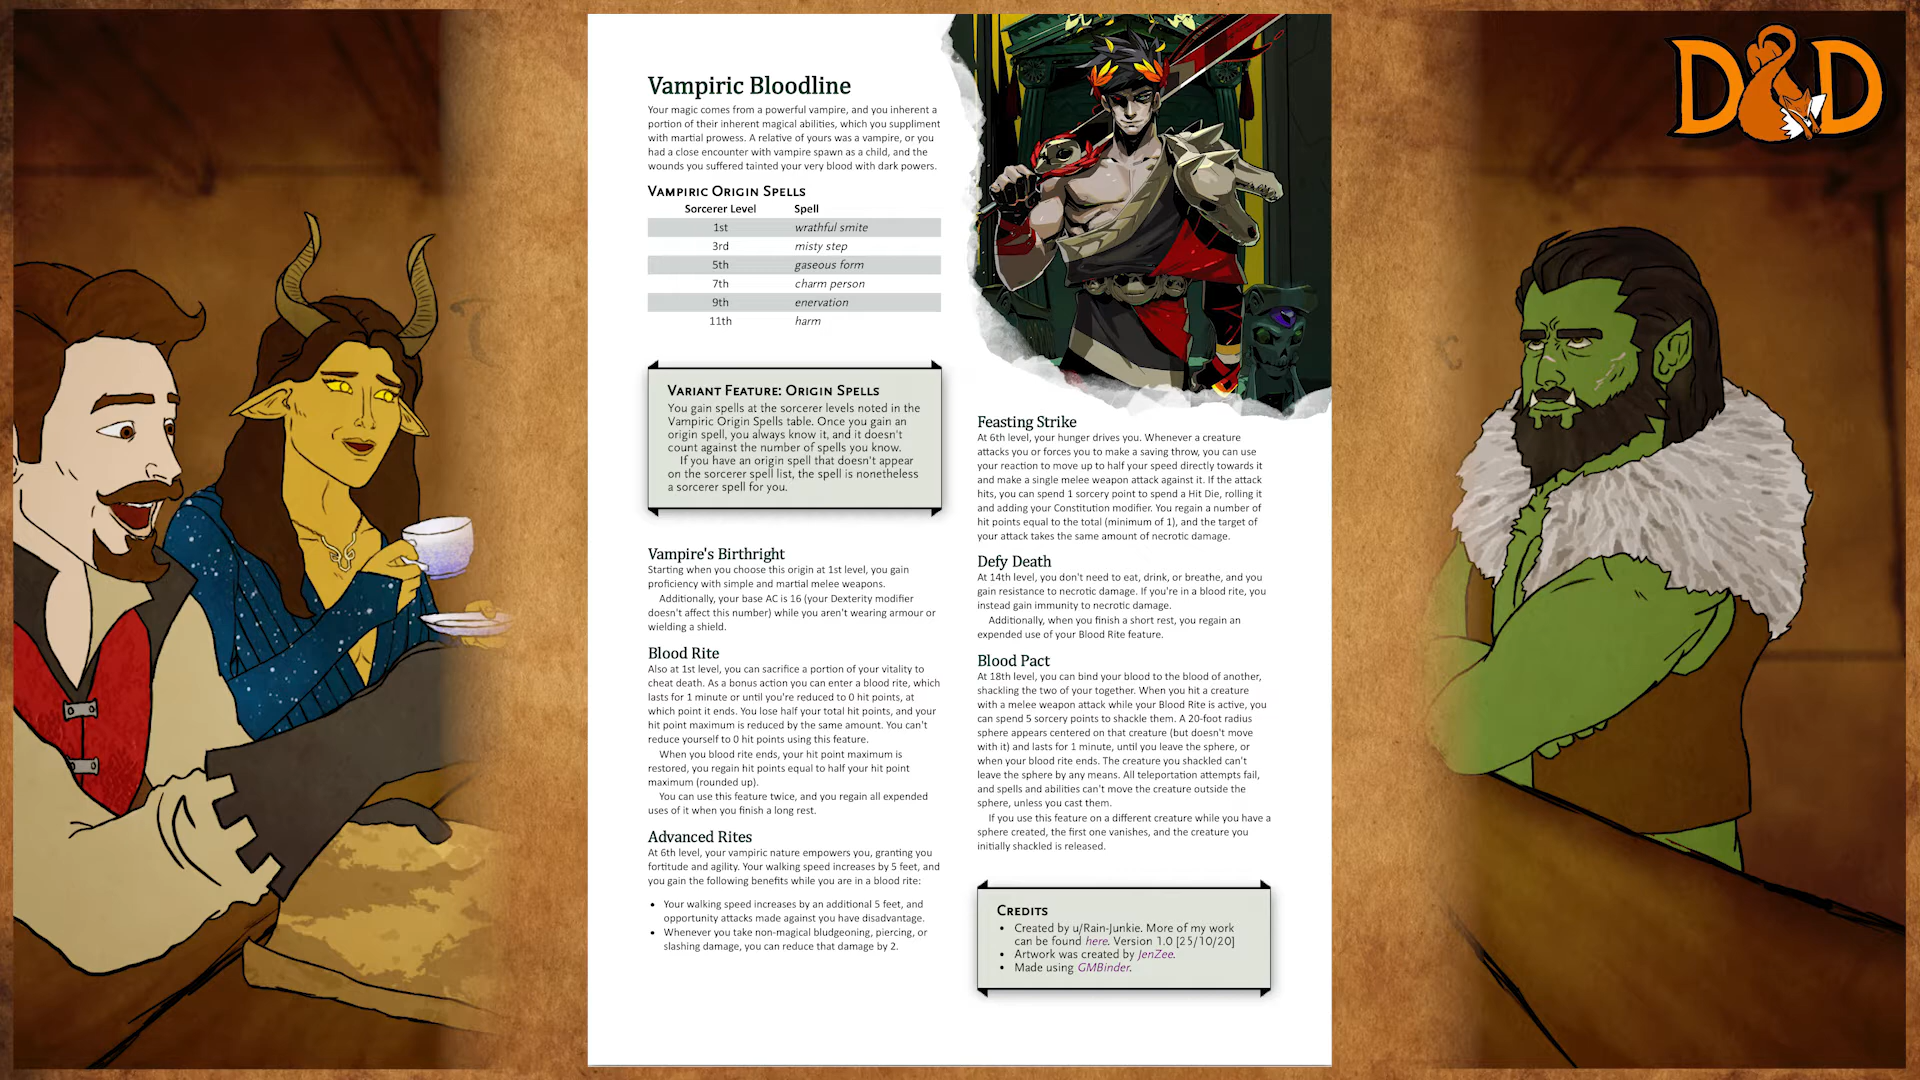 D&D
Vampiric Bloodline
Your magic comes from a powerful vampire, and you inherent a
portion of their inherent magical abilities, which you suppliment
with martial prowess. A relative of yours was a vampire, or you
had a close encounter with vampire spawn as a child, and the
wounds you suffered tainted your very blood with dark powers.
Vampiric Origin Spells
Sorcerer Level Spell
1st wrathful smite
3rd misty step
5th gaseous form
7th charm person
9th enervation
11th harm
Variant Feature: Origin Spells
You gain spells at the sorcerer levels noted in the
Vampiric Origin Spells table. Once you gain an
origin spell, you always know it, and it doesn't
count against the number of spells you know.
If you have an origin spell that doesn't appear
on the sorcerer spell list, the spell is nonetheless
a sorcerer spell for you.
Vampire's Birthright
Starting when you choose this origin at 1st level, you gain
proficiency with simple and martial melee weapons.
Additionally, your base AC is 16 (your Dexterity modifier
doesn't affect this number) while you aren't wearing armour or
wielding a shield.
Blood Rite
Also at 1st level, you can sacrifice a portion of your vitality to
cheat death. As a bonus action you can enter a blood rite, which
lasts for 1 minute or until you're reduced to 0 hit points, at
which point it ends. You lose half your total hit points, and your
hit point maximum is reduced by the same amount. You can't
reduce yourself to 0 hit points using this feature.
When you blood rite ends, your hit point maximum is
restored, you regain hit points equal to half your hit point
maximum (rounded up).
You can use this feature twice, and you regain all expended
uses of it when you finish a long rest.
Advanced Rites
At 6th level, your vampiric nature empowers you, granting you
fortitude and agility. Your walking speed increases by 5 feet, and
you gain the following benefits while you are in a blood rite:
• Your walking speed increases by an additional 5 feet, and
opportunity attacks made against you have disadvantage.
• Whenever you take non-magical bludgeoning, piercing, or
slashing damage, you can reduce that damage by 2.
Feasting Strike
At 6th level, your hunger drives you. Whenever a creature
attacks you or forces you to make a saving throw, you can use
your reaction to move up to half your speed directly towards it
and make a single melee weapon attack against it. If the attack
hits, you can spend 1 sorcery point to spend a Hit Die, rolling it
and adding your Constitution modifier. You regain a number of
hit points equal to the total (minimum of 1), and the target of
your attack takes the same amount of necrotic damage.
Defy Death
At 14th level, you don't need to eat, drink, or breathe, and you
gain resistance to necrotic damage. If you're in a blood rite, you
instead gain immunity to necrotic damage.
Additionally, when you finish a short rest, you regain an
expended use of your Blood Rite feature.
Blood Pact
At 18th level, you can bind your blood to the blood of another,
shackling the two of your together. When you hit a creature
with a melee weapon attack while your Blood Rite is active, you
can spend 5 sorcery points to shackle them. A 20-foot radius
sphere appears centered on that creature (but doesn't move
with it) and lasts for 1 minute, until you leave the sphere, or
when your blood rite ends. The creature you shackled can't
leave the sphere by any means. All teleportation attempts fail,
and spells and abilities can't move the creature outside the
sphere, unless you cast them.
If you use this feature on a different creature while you have a
sphere created, the first one vanishes, and the creature you
initially shackled is released.
Credits
• Created by u/Rain-Junkie. More of my work
can be found here. Version 1.0 [25/10/20]
• Artwork was created by JenZee.
• Made using GMBinder.